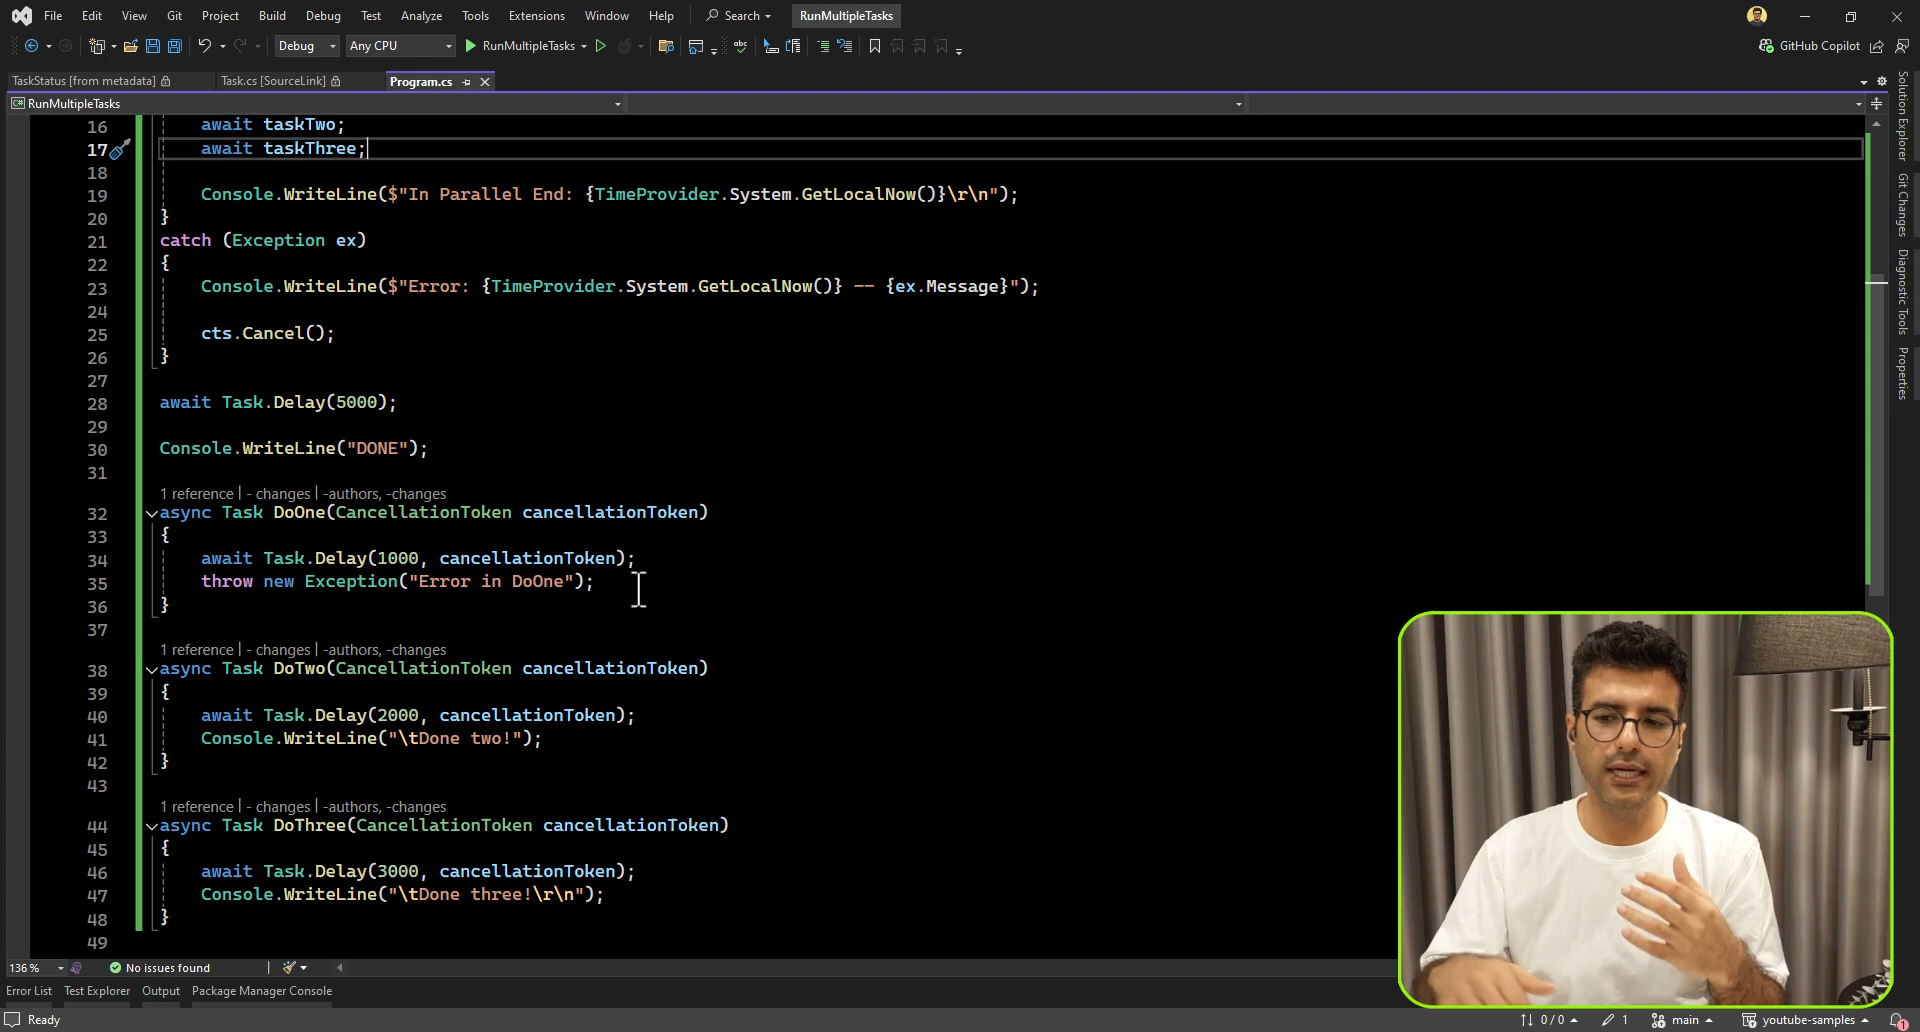 File Edit View Git Project Build Debug Test Analyze Tools Extensions Window Help Search RunMultipleTasks
Debug Any CPU RunMultipleTasks GitHub Copilot
TaskStatus [from metadata] Task.cs [SourceLink] Program.cs
RunMultipleTasks
16 await taskTwo;
17 await taskThree;
18
19 Console.WriteLine($"In Parallel End: {TimeProvider.System.GetLocalNow()}\r\n");
20 }
21 catch (Exception ex)
22 {
23 Console.WriteLine($"Error: {TimeProvider.System.GetLocalNow()} -- {ex.Message}");
24
25 cts.Cancel();
26 }
27
28 await Task.Delay(5000);
29
30 Console.WriteLine("DONE");
31
1 reference | - changes | -authors, -changes
32 async Task DoOne(CancellationToken cancellationToken)
33 {
34 await Task.Delay(1000, cancellationToken);
35 throw new Exception("Error in DoOne");
36 }
37
1 reference | - changes | -authors, -changes
38 async Task DoTwo(CancellationToken cancellationToken)
39 {
40 await Task.Delay(2000, cancellationToken);
41 Console.WriteLine("\tDone two!");
42 }
43
1 reference | - changes | -authors, -changes
44 async Task DoThree(CancellationToken cancellationToken)
45 {
46 await Task.Delay(3000, cancellationToken);
47 Console.WriteLine("\tDone three!\r\n");
48 }
49
Solution Explorer
Git Changes
Diagnostic Tools
Properties
136 % No issues found
Error List Test Explorer Output Package Manager Console
Ready 0 / 0 1 main youtube-samples 1